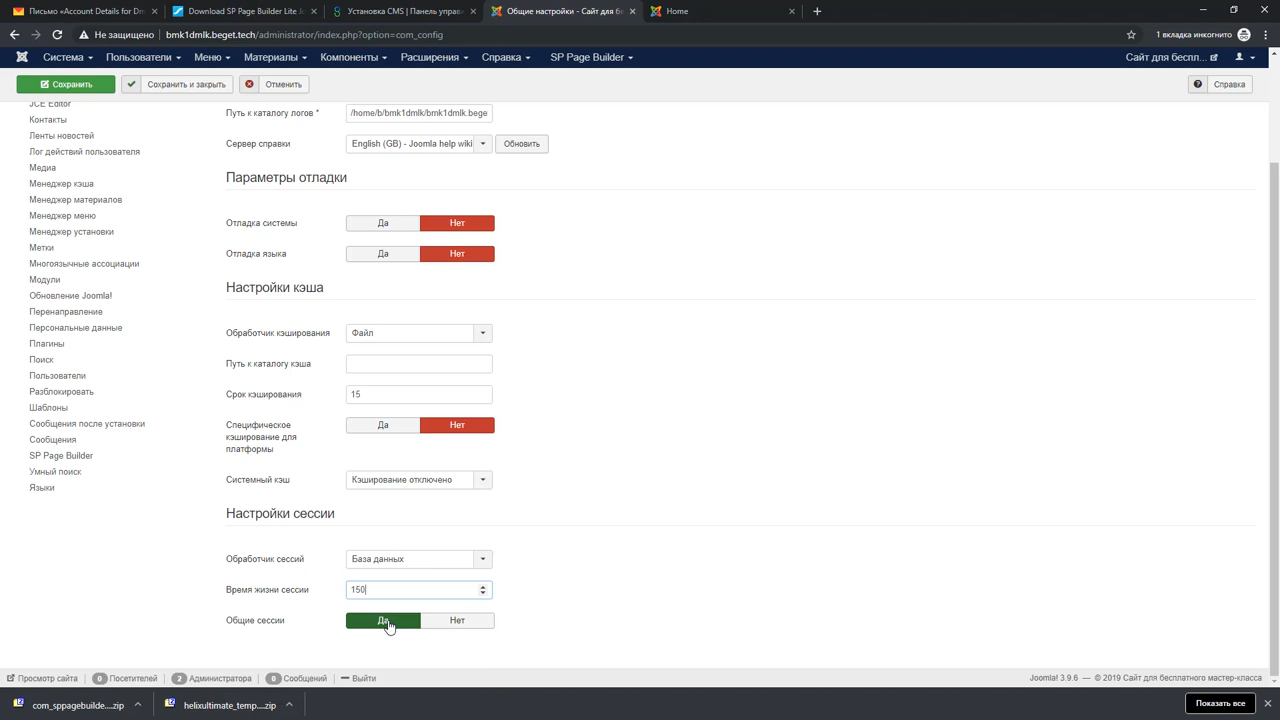 Письмо «Account Details for Dm
Download SP Page Builder Lite Jo
Установка CMS | Панель управ
Общие настройки - Сайт для бе
Home
Не защищено
bmk1dmlk.beget.tech/administrator/index.php?option=com_config
1 вкладка инкогнито
Система
Пользователи
Меню
Материалы
Компоненты
Расширения
Справка
SP Page Builder
Сайт для беспл...
Сохранить
Сохранить и закрыть
Отменить
Справка
JCE Editor
Контакты
Ленты новостей
Лог действий пользователя
Медиа
Менеджер кэша
Менеджер материалов
Менеджер меню
Менеджер установки
Метки
Многоязычные ассоциации
Модули
Обновление Joomla!
Перенаправление
Персональные данные
Плагины
Поиск
Пользователи
Разблокировать
Шаблоны
Сообщения после установки
Сообщения
SP Page Builder
Умный поиск
Языки
Путь к каталогу логов *
/home/b/bmk1dmlk/bmk1dmlk.bege
Сервер справки
English (GB) - Joomla help wiki
Обновить
Параметры отладки
Отладка системы
Да
Нет
Отладка языка
Да
Нет
Настройки кэша
Обработчик кэширования
Файл
Путь к каталогу кэша
Срок кэширования
15
Специфическое
кэширование для
платформы
Да
Нет
Системный кэш
Кэширование отключено
Настройки сессии
Обработчик сессий
База данных
Время жизни сессии
150
Общие сессии
Да
Нет
Просмотр сайта
0 Посетителей
2 Администратора
0 Сообщений
Выйти
Joomla! 3.9.6 — © 2019 Сайт для бесплатного мастер-класса
com_sppagebuilde....zip
helixultimate_temp....zip
Показать все